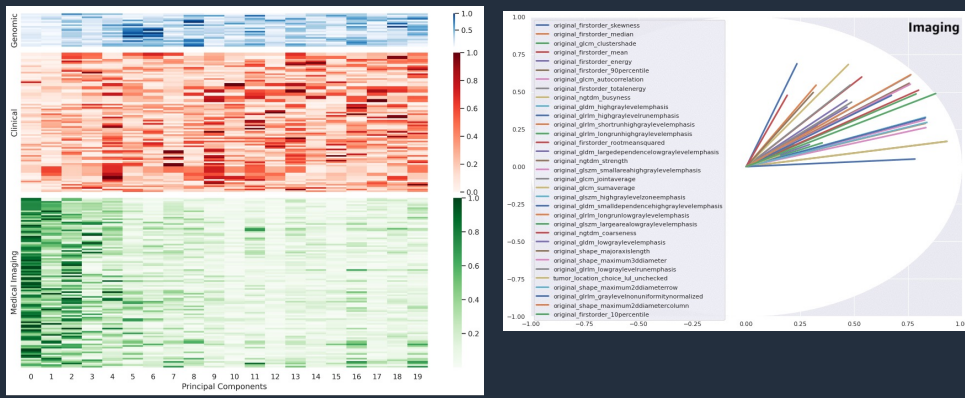 Genomic
1.0
0.5
Clinical
1.0
0.8
0.6
0.4
0.2
0.0
Medical Imaging
1.0
0.8
0.6
0.4
0.2
0 1 2 3 4 5 6 7 8 9 10 11 12 13 14 15 16 17 18 19
Principal Components
Imaging
1.00
0.75
0.50
0.25
0.00
−0.25
−0.50
−0.75
−1.00
original_firstorder_skewness
original_firstorder_median
original_glcm_clustershade
original_firstorder_mean
original_firstorder_energy
original_firstorder_90percentile
original_glcm_autocorrelation
original_firstorder_totalenergy
original_ngtdm_busyness
original_gldm_highgraylevelemphasis
original_glrlm_highgraylevelrunemphasis
original_glrlm_shortrunhighgraylevelemphasis
original_glrlm_longrunhighgraylevelemphasis
original_firstorder_rootmeansquared
original_gldm_largedependencelowgraylevelemphasis
original_ngtdm_strength
original_glszm_smallareahighgraylevelemphasis
original_glcm_jointaverage
original_glcm_sumaverage
original_glszm_highgraylevelzoneemphasis
original_gldm_smalldependencehighgraylevelemphasis
original_glrlm_longrunlowgraylevelemphasis
original_glszm_largearealowgraylevelemphasis
original_ngtdm_coarseness
original_gldm_lowgraylevelemphasis
original_shape_majoraxislength
original_shape_maximum3ddiameter
original_glrlm_lowgraylevelrunemphasis
tumor_location_choice_lul_unchecked
original_shape_maximum2ddiameterrow
original_glrlm_graylevelnonuniformitynormalized
original_shape_maximum2ddiametercolumn
original_firstorder_10percentile
−1.00 −0.75 −0.50 −0.25 0.00 0.25 0.50 0.75